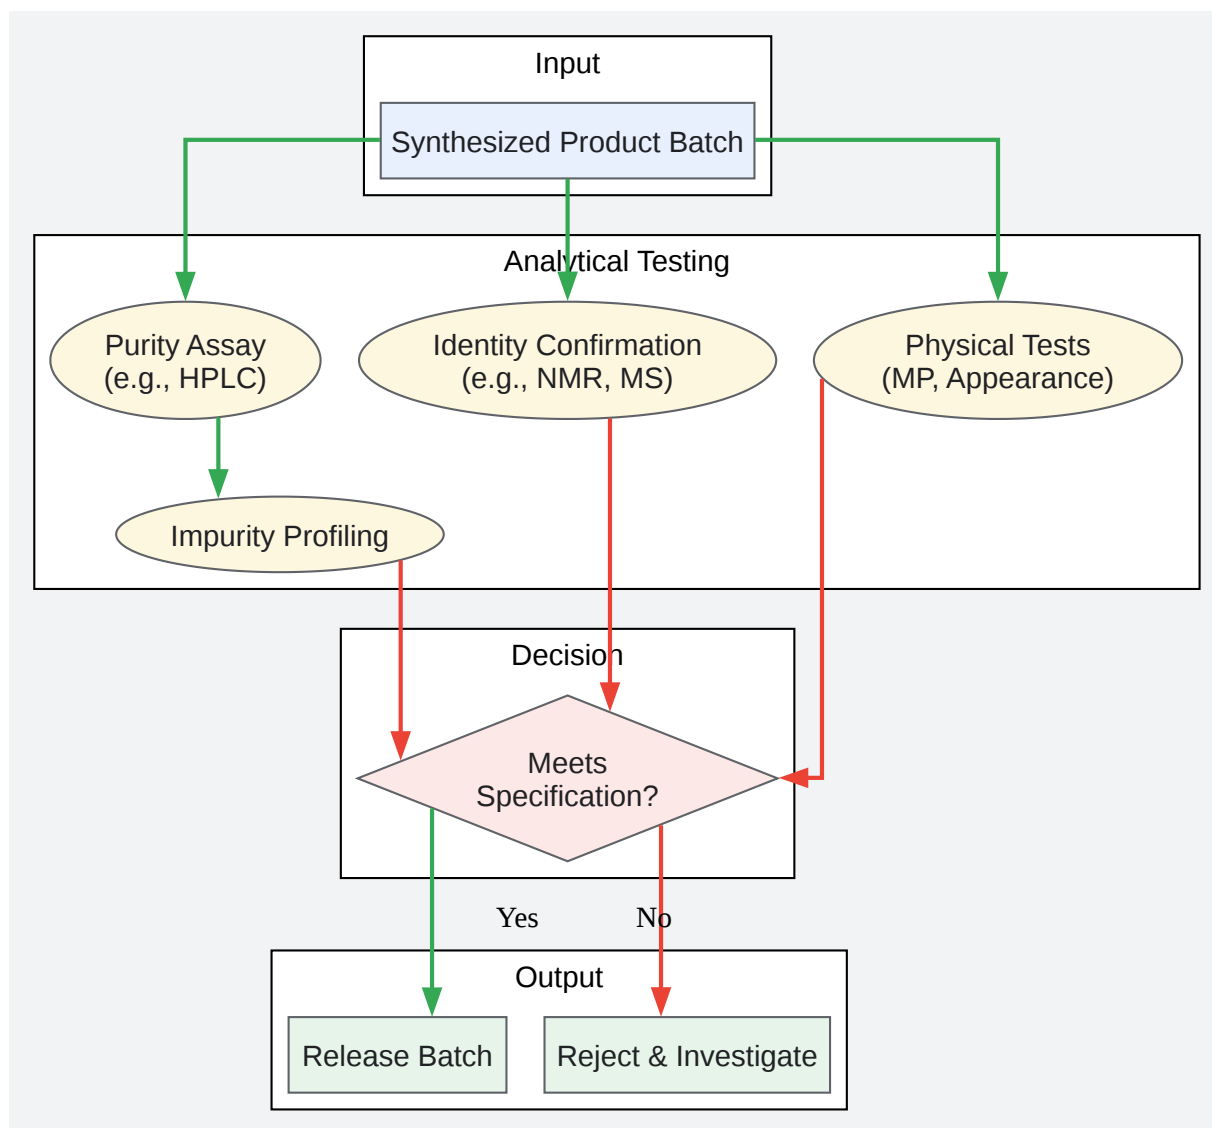 Input
Synthesized Product Batch
Analytical Testing
Purity Assay
(e.g., HPLC)
Identity Confirmation
(e.g., NMR, MS)
Physical Tests
(MP, Appearance)
Impurity Profiling
Decision
Meets
Specification?
Yes
No
Output
Release Batch
Reject & Investigate